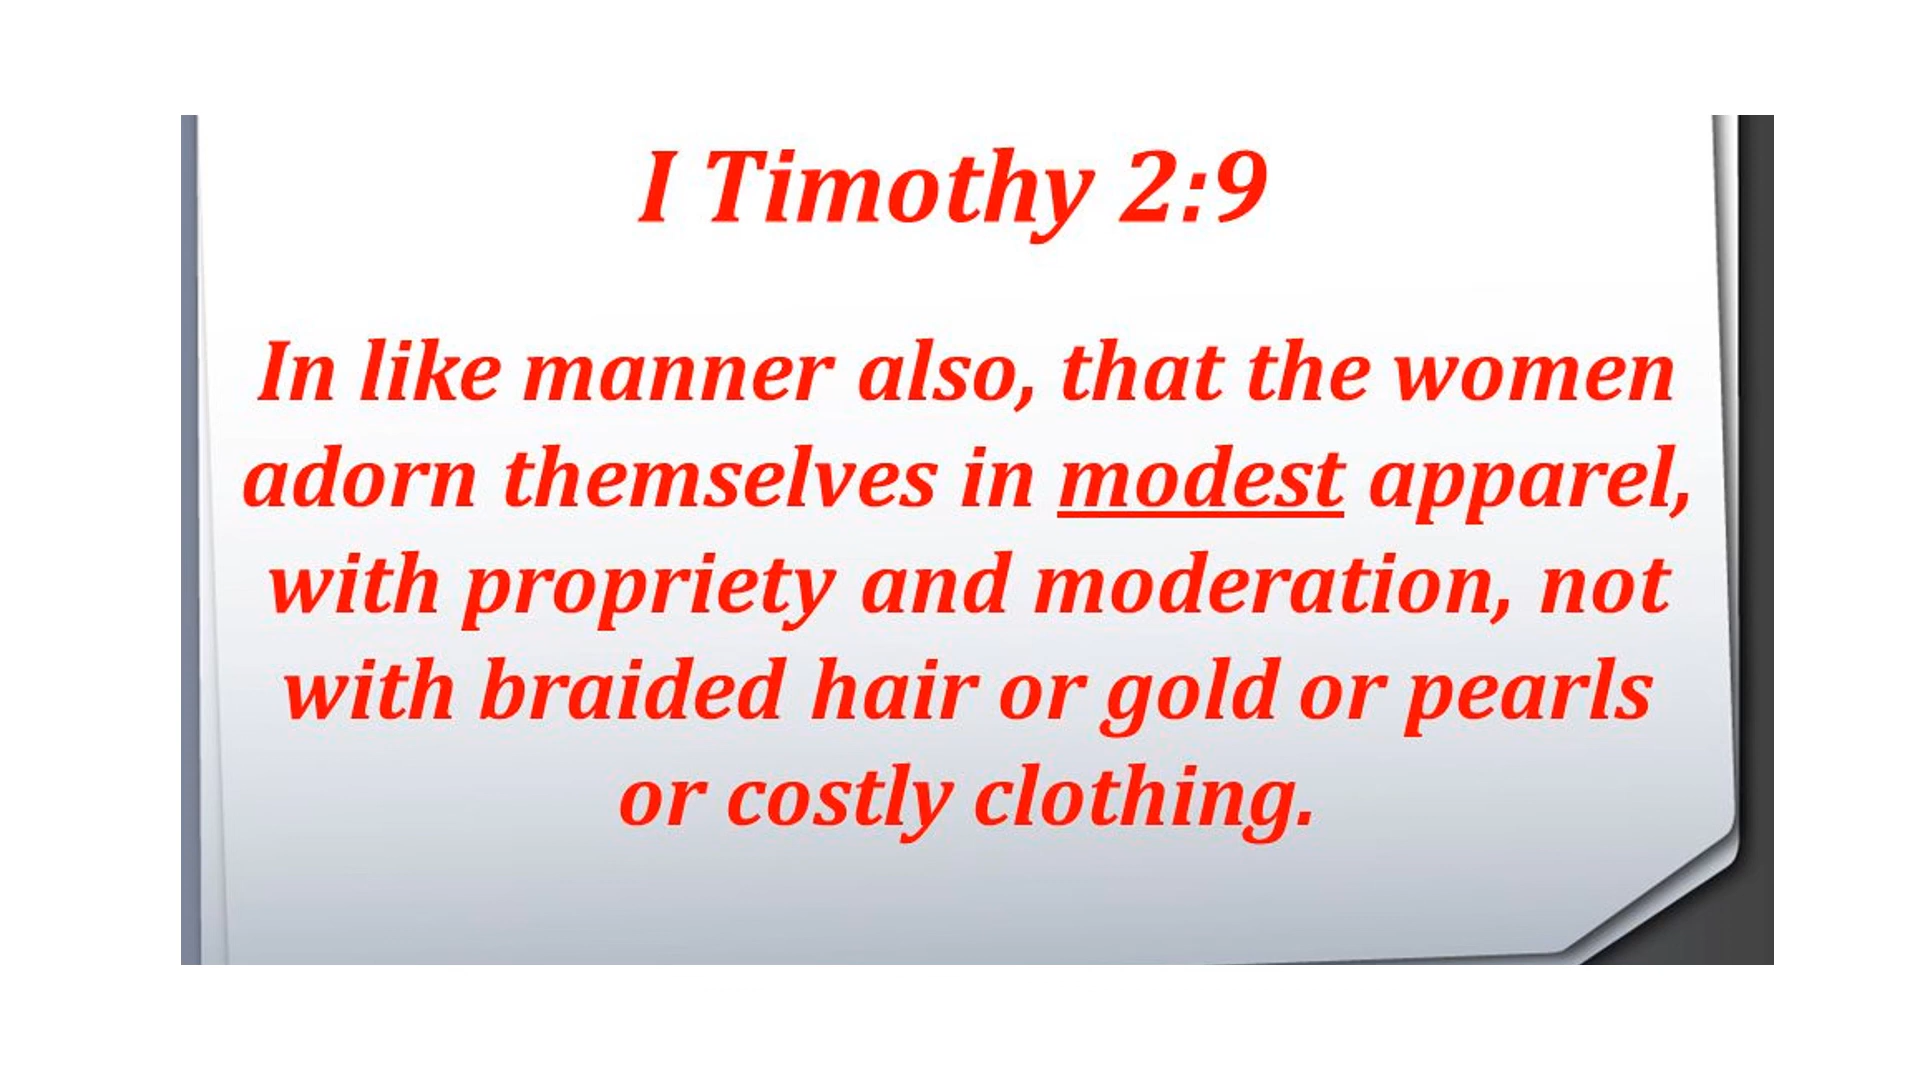 I Timothy 2:9
In like manner also, that the women
adorn themselves in modest apparel,
with propriety and moderation, not
with braided hair or gold or pearls
or costly clothing.